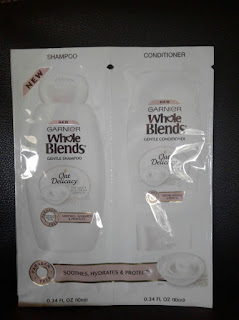 SHAMPOO
CONDITIONER
NEW
NEW
GARNIER
Whole
Blends
GENTLE SHAMPOO
Oat
Delicacy
NEW
GARNIER
Whole
Blends
GENTLE CONDITIONER
Oat
Delicacy
SOOTHES, HYDRATES & PROTECTS
0.34 FL OZ (10ml)
0.34 FL OZ (10ml)